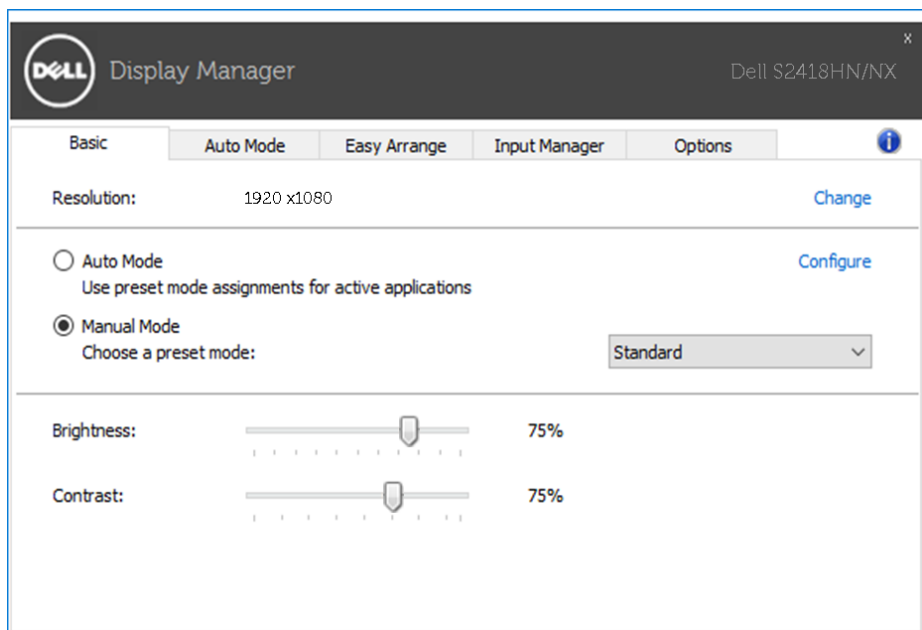 x
DELL Display Manager Dell S2418HN/NX
Basic Auto Mode Easy Arrange Input Manager Options i
Resolution: 1920 x1080 Change
Auto Mode Configure
Use preset mode assignments for active applications
Manual Mode
Choose a preset mode: Standard
Brightness: 75%
Contrast: 75%